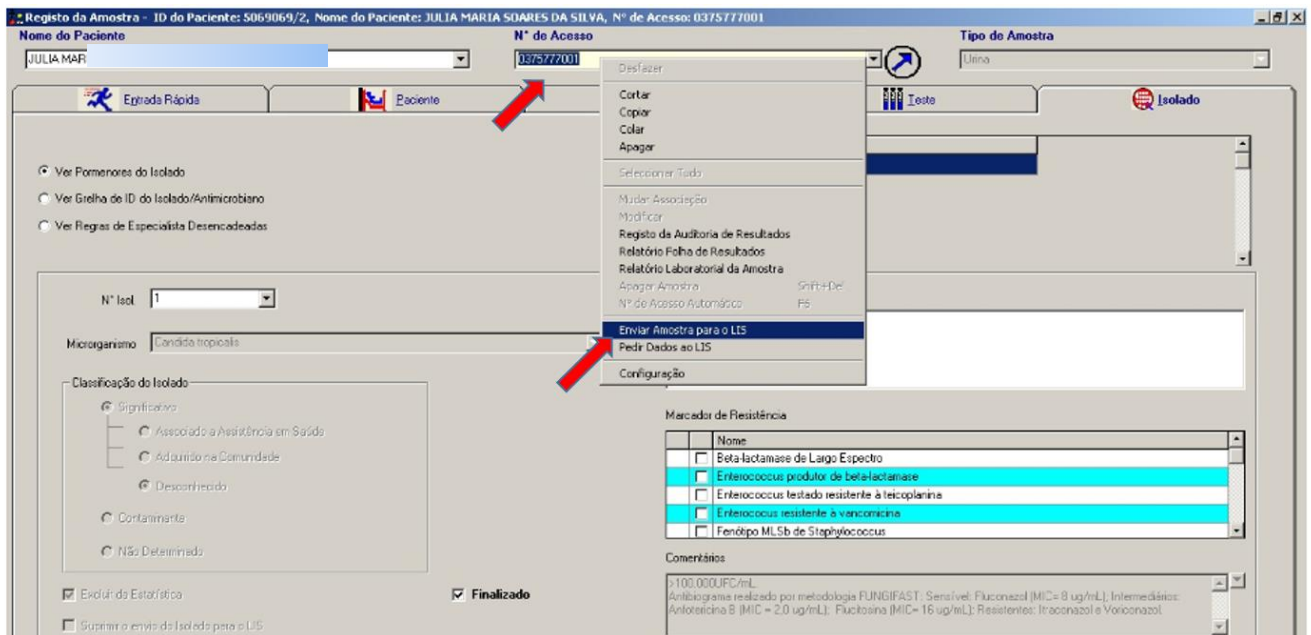 Registo da Amostra - ID do Paciente: 5069069/2, Nome do Paciente: JULIA MARIA SOARES DA SILVA, Nº de Acesso: 0375777001
Nome do Paciente
N° de Acesso
Tipo de Amostra
JULIA MAR
0375777001
Urina
Entrada Rápida
Paciente
Teste
Isolado
Desfazer
Cortar
Copiar
Colar
Apagar
Seleccionar Tudo
Mudar Associação
Modificar
Registo da Auditoria de Resultados
Relatório Folha de Resultados
Relatório Laboratorial da Amostra
Apagar Amostra Shift+Del
Nº de Acesso Automático F6
Enviar Amostra para o LIS
Pedir Dados ao LIS
Configuração
Ver Pormenores do Isolado
Ver Grelha de ID do Isolado/Antimicrobiano
Ver Regras de Especialista Desencadeadas
N° Isol. 1
Microrganismo Candida tropicalis
Classificação do Isolado
Significativo
Associado a Assistência em Saúde
Adquirido na Comunidade
Desconhecido
Contaminante
Não Determinado
Excluir da Estatística
Finalizado
Suprimir o envio do Isolado para o LIS
Marcador de Resistência
Nome
Beta-lactamase de Largo Espectro
Enterococcus produtor de beta-lactamase
Enterococcus testado resistente à teicoplanina
Enterococus resistente à vancomicina
Fenótipo MLSb de Staphylococcus
Comentários
>100.000UFC/mL
Antibiograma realizado por metodologia FUNGIFAST: Sensível: Fluconazol (MIC= 8 ug/mL); Intermediários:
Anfotericina B (MIC = 2.0 ug/mL); Flucitosina (MIC= 16 ug/mL); Resistentes: Itraconazol e Voriconazol.